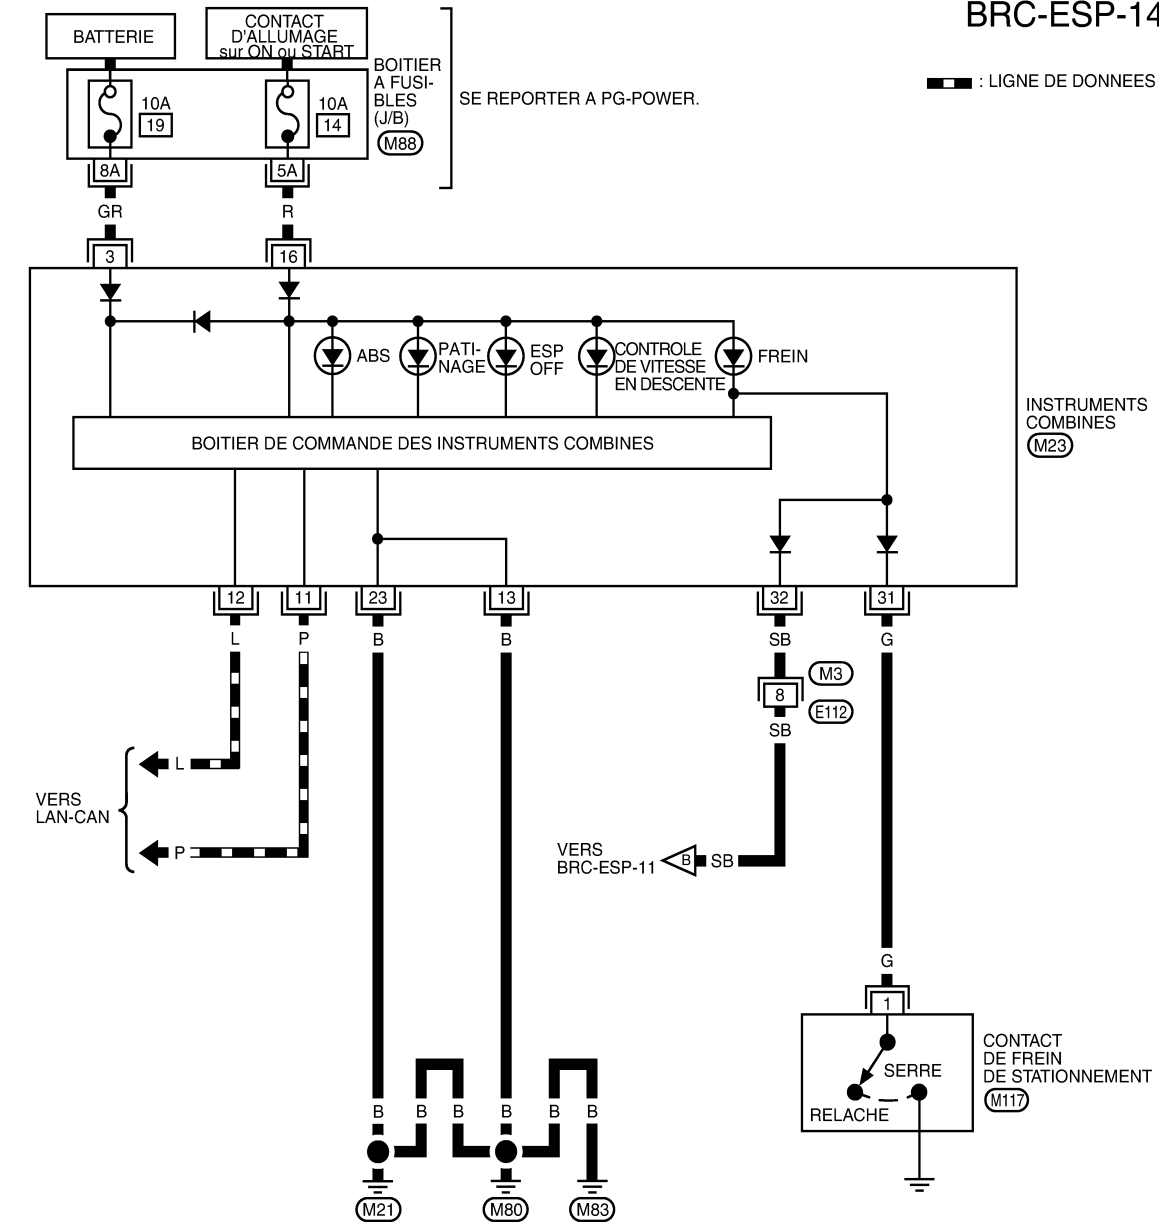 BRC-ESP-14
BATTERIE
CONTACT
D'ALLUMAGE
sur ON ou START
BOITIER
A FUSI-
BLES
(J/B)
M88
SE REPORTER A PG-POWER.
: LIGNE DE DONNEES
10A
19
10A
14
8A
5A
GR
R
3
16
ABS
PATI-
NAGE
ESP
OFF
CONTROLE
DE VITESSE
EN DESCENTE
FREIN
BOITIER DE COMMANDE DES INSTRUMENTS COMBINES
INSTRUMENTS
COMBINES
M23
12
11
23
13
32
31
L
P
B
B
SB
G
M3
8
E112
SB
L
VERS
LAN-CAN
P
VERS
BRC-ESP-11
B
SB
G
1
CONTACT
DE FREIN
DE STATIONNEMENT
M117
SERRE
RELACHE
B
B
B
B
B
B
M21
M80
M83